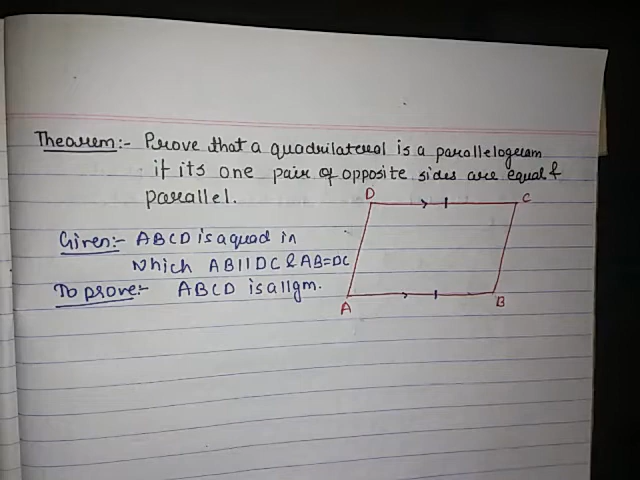 Theorem:- Prove that a quadrilateral is a parallelogram
if its one pair of opposite sides are equal &
parallel.
D C
Given:- ABCD is a quad in
which AB||DC & AB=DC
To prove:- ABCD is a ||gm.
A B